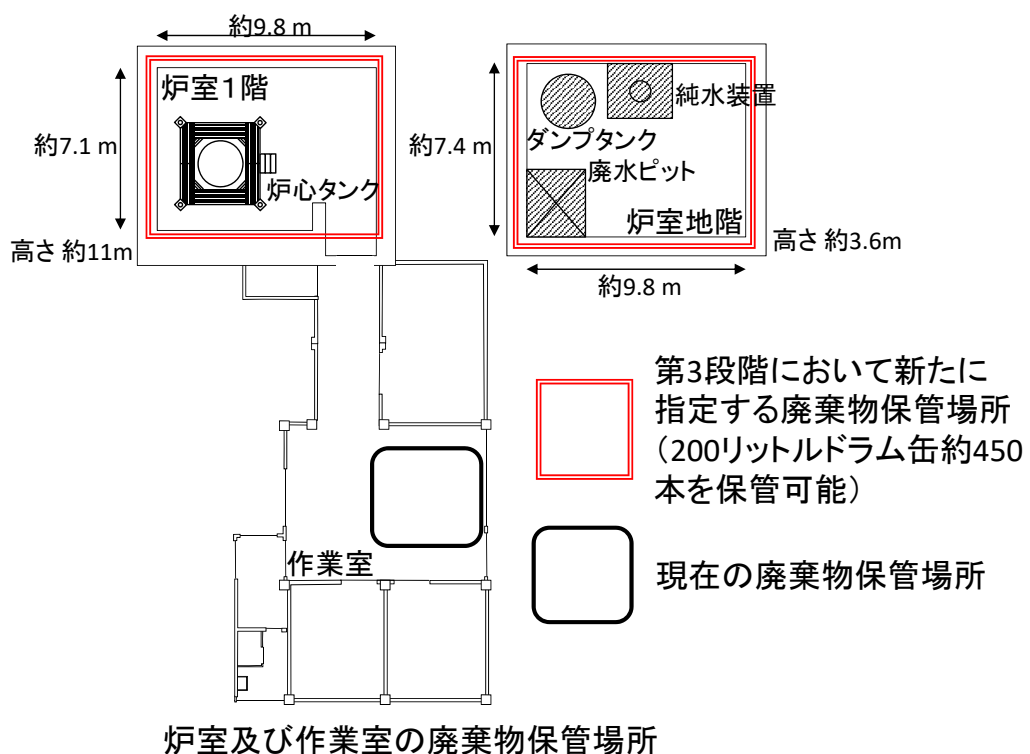 約9.8 m
炉室１階
約7.1 m
炉心タンク
高さ 約11m
純水装置
約7.4 m
ダンプタンク
廃水ピット
炉室地階
高さ 約3.6m
約9.8 m
第3段階において新たに
指定する廃棄物保管場所
（200リットルドラム缶約450
本を保管可能）
作業室
現在の廃棄物保管場所
炉室及び作業室の廃棄物保管場所